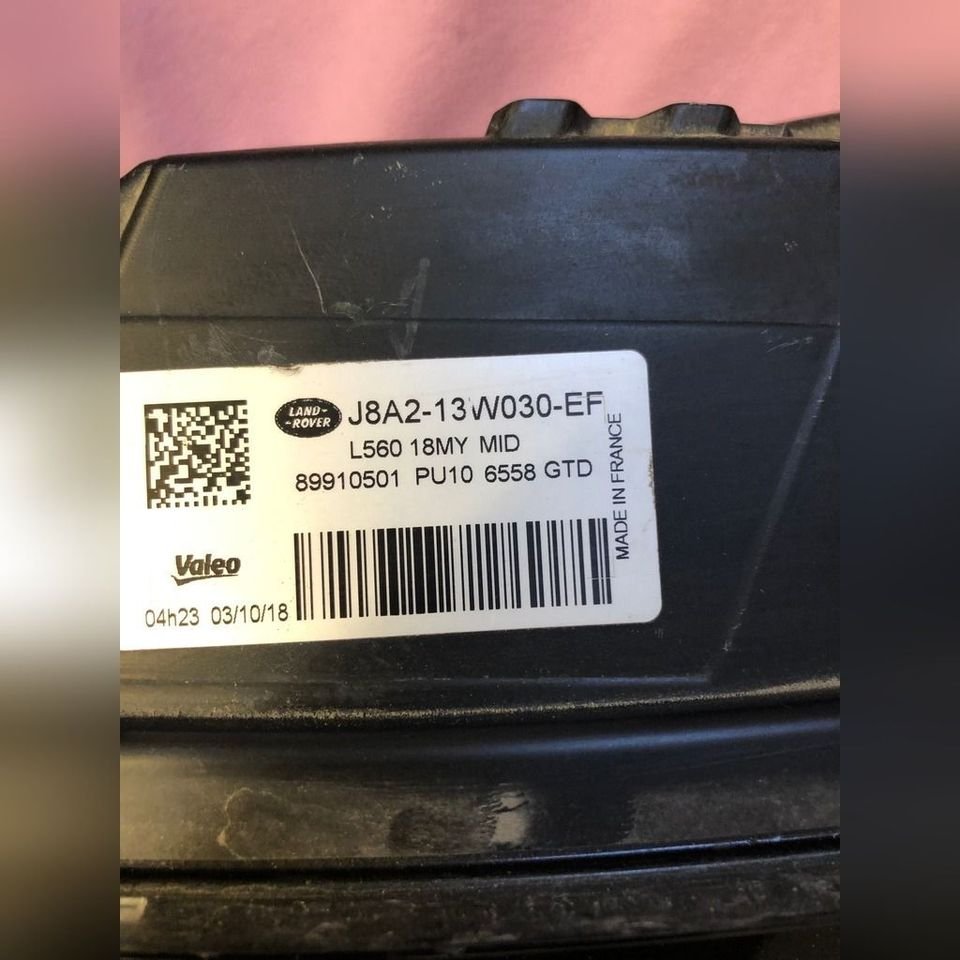 LAND-
-ROVER
J8A2-13W030-EF
L560 18MY MID
89910501 PU10 6558 GTD
MADE IN FRANCE
Valeo
04h23 03/10/18